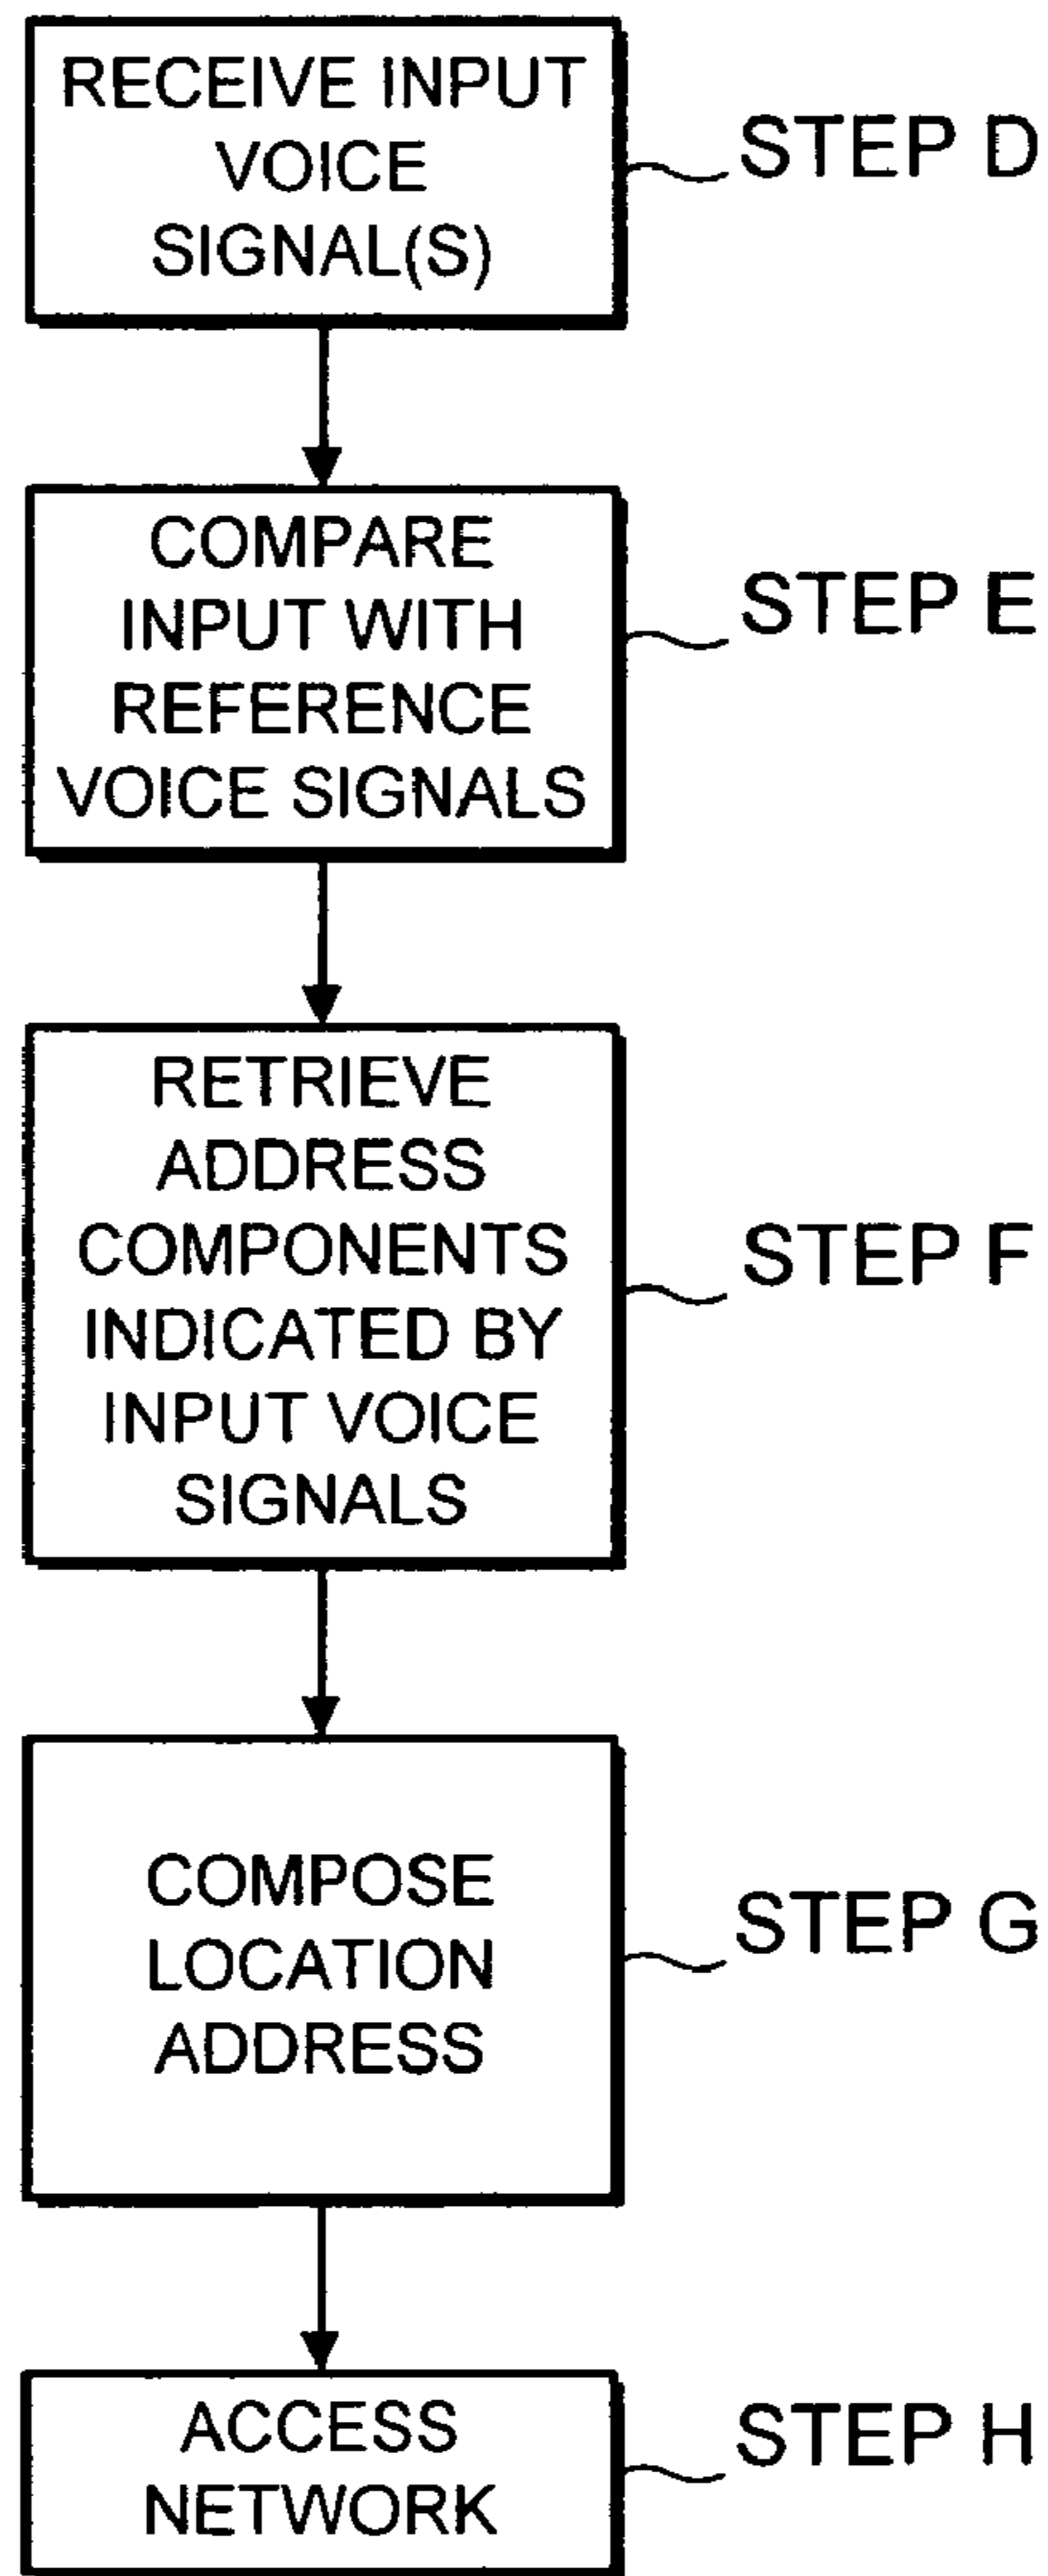 RECEIVE INPUT
VOICE
SIGNAL(S)
STEP D
COMPARE
INPUT WITH
REFERENCE
VOICE SIGNALS
STEP E
RETRIEVE
ADDRESS
COMPONENTS
INDICATED BY
INPUT VOICE
SIGNALS
STEP F
COMPOSE
LOCATION
ADDRESS
STEP G
ACCESS
NETWORK
STEP H